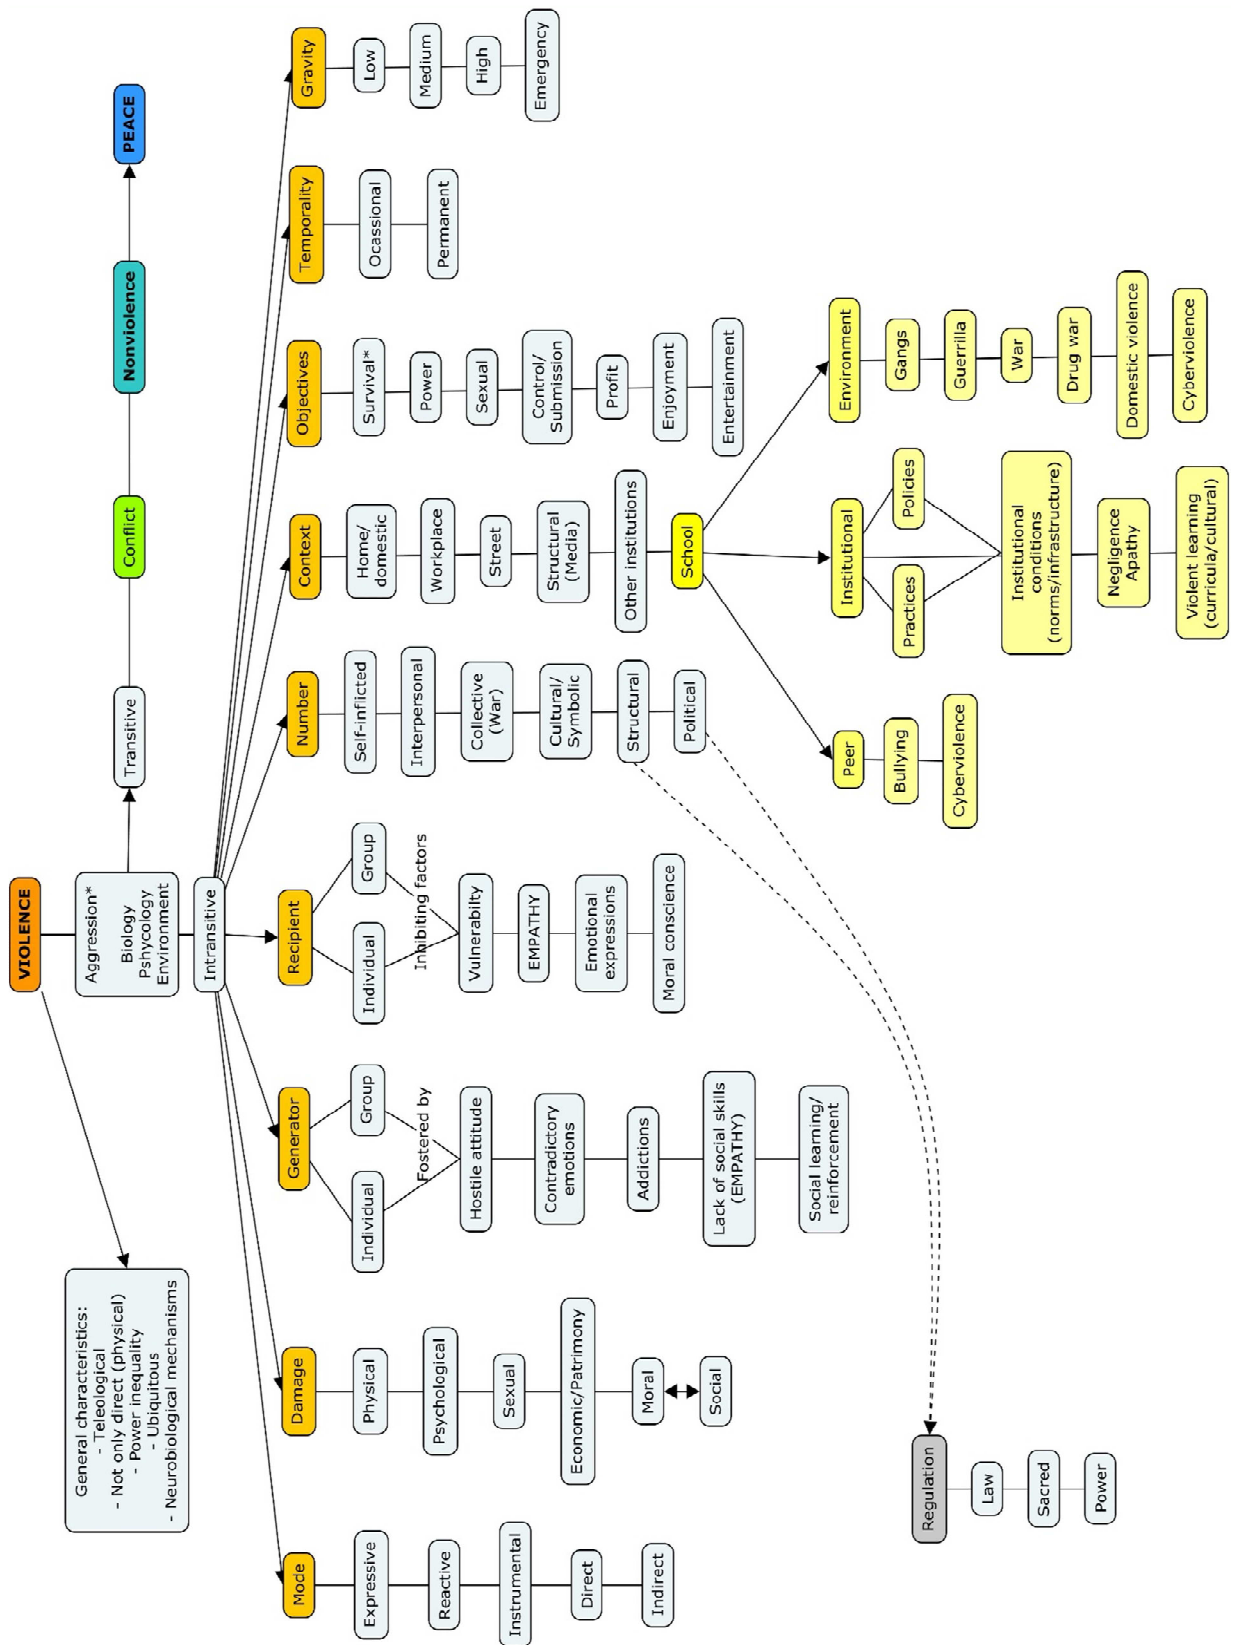 VIOLENCE
General characteristics:
- Teleological
- Not only direct (physical)
- Power inequality
- Ubiquitous
- Neurobiological mechanisms
Aggression*
Biology
Pshycology
Environment
Transitive
Conflict
Nonviolence
PEACE
Intransitive
Mode
Expressive
Reactive
Instrumental
Direct
Indirect
Damage
Physical
Psychological
Sexual
Economic/Patrimony
Moral
Social
Generator
Individual
Group
Fostered by
Hostile attitude
Contradictory
emotions
Addictions
Lack of social skills
(EMPATHY)
Social learning/
reinforcement
Recipient
Individual
Group
Inhibiting factors
Vulnerabilty
EMPATHY
Emotional
expressions
Moral conscience
Number
Self-inflicted
Interpersonal
Collective
(War)
Cultural/
Symbolic
Structural
Political
Context
Home/
domestic
Workplace
Street
Structural
(Media)
Other institutions
School
Objectives
Survival*
Power
Sexual
Control/
Submission
Profit
Enjoyment
Entertainment
Temporality
Ocassional
Permanent
Gravity
Low
Medium
High
Emergency
Peer
Bullying
Cyberviolence
Institutional
Practices
Policies
Institutional
conditions
(norms/infrastructure)
Negligence
Apathy
Violent learning
(curricula/cultural)
Environment
Gangs
Guerrilla
War
Drug war
Domestic violence
Cyberviolence
Regulation
Law
Sacred
Power